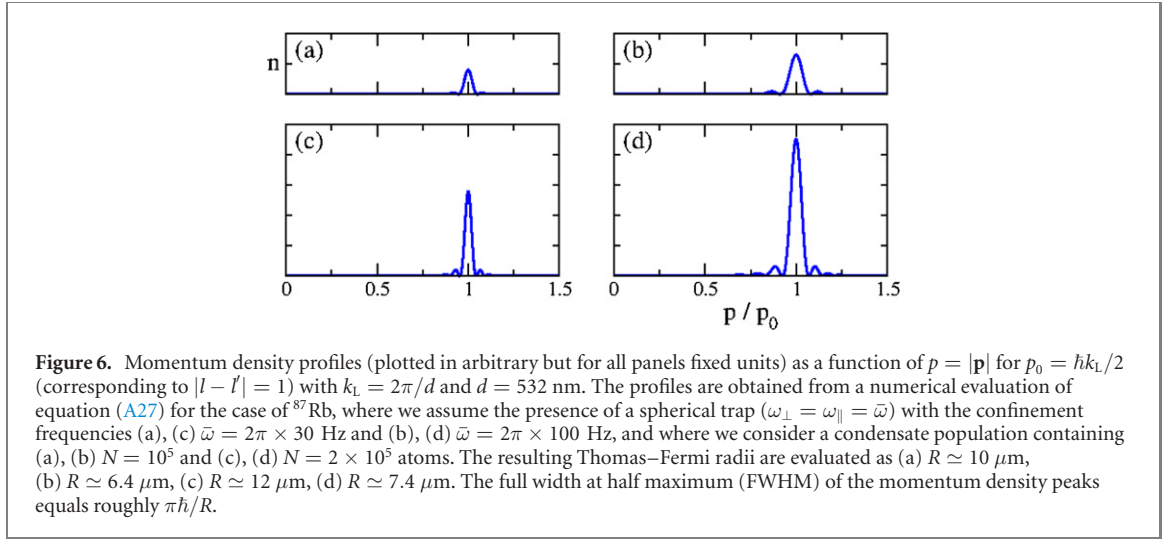 (a)
(b)
n
(c)
(d)
0 0.5 1 1.5 0 0.5 1 1.5
p / p₀
Figure 6. Momentum density profiles (plotted in arbitrary but for all panels fixed units) as a function of p = |p| for p₀ = ℏk_L/2
(corresponding to |l − l′| = 1) with k_L = 2π/d and d = 532 nm. The profiles are obtained from a numerical evaluation of
equation (A27) for the case of ⁸⁷Rb, where we assume the presence of a spherical trap (ω_⊥ = ω_∥ = ω̄) with the confinement
frequencies (a), (c) ω̄ = 2π × 30 Hz and (b), (d) ω̄ = 2π × 100 Hz, and where we consider a condensate population containing
(a), (b) N = 10⁵ and (c), (d) N = 2 × 10⁵ atoms. The resulting Thomas–Fermi radii are evaluated as (a) R ≃ 10 μm,
(b) R ≃ 6.4 μm, (c) R ≃ 12 μm, (d) R ≃ 7.4 μm. The full width at half maximum (FWHM) of the momentum density peaks
equals roughly πℏ/R.